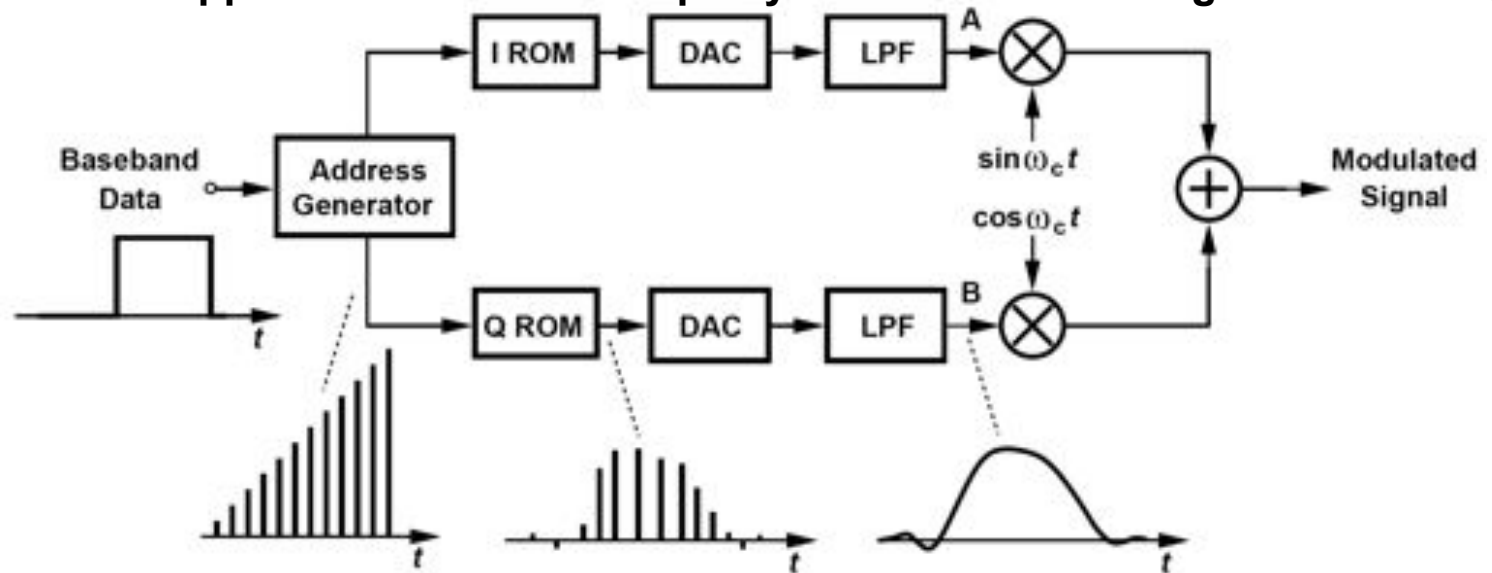 A
I ROM
DAC
LPF
sin ω_c t
cos ω_c t
Baseband
Data
Address
Generator
Modulated
Signal
t
B
Q ROM
DAC
LPF
t
t
t